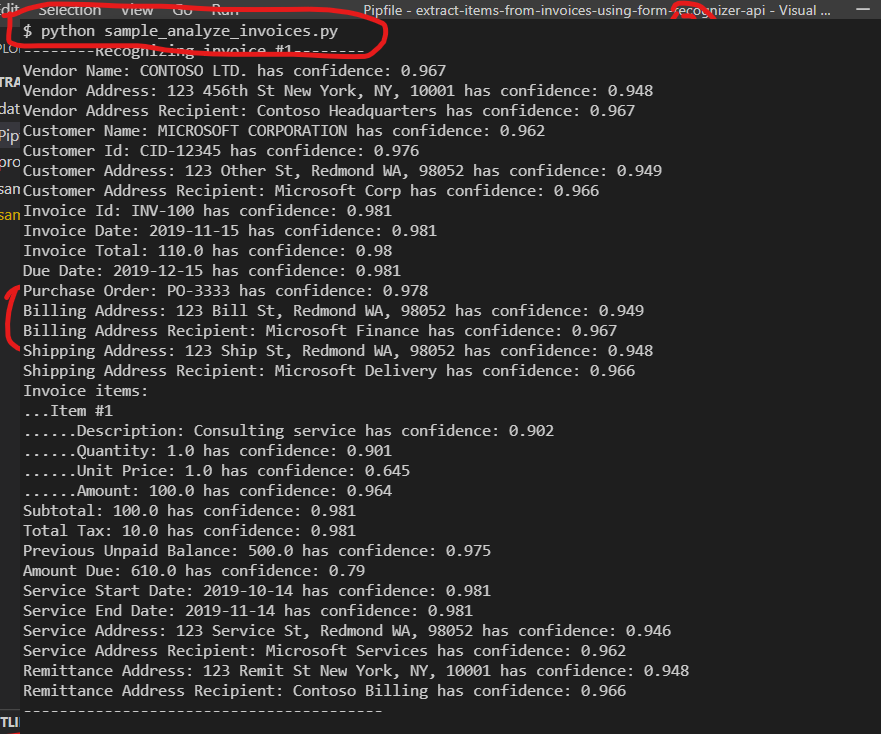 Selection View Go Run Pipfile - extract-items-from-invoices-using-form-recognizer-api - Visual ...
$ python sample_analyze_invoices.py
--------Recognizing invoice #1--------
Vendor Name: CONTOSO LTD. has confidence: 0.967
Vendor Address: 123 456th St New York, NY, 10001 has confidence: 0.948
Vendor Address Recipient: Contoso Headquarters has confidence: 0.967
Customer Name: MICROSOFT CORPORATION has confidence: 0.962
Customer Id: CID-12345 has confidence: 0.976
Customer Address: 123 Other St, Redmond WA, 98052 has confidence: 0.949
Customer Address Recipient: Microsoft Corp has confidence: 0.966
Invoice Id: INV-100 has confidence: 0.981
Invoice Date: 2019-11-15 has confidence: 0.981
Invoice Total: 110.0 has confidence: 0.98
Due Date: 2019-12-15 has confidence: 0.981
Purchase Order: PO-3333 has confidence: 0.978
Billing Address: 123 Bill St, Redmond WA, 98052 has confidence: 0.949
Billing Address Recipient: Microsoft Finance has confidence: 0.967
Shipping Address: 123 Ship St, Redmond WA, 98052 has confidence: 0.948
Shipping Address Recipient: Microsoft Delivery has confidence: 0.966
Invoice items:
...Item #1
......Description: Consulting service has confidence: 0.902
......Quantity: 1.0 has confidence: 0.901
......Unit Price: 1.0 has confidence: 0.645
......Amount: 100.0 has confidence: 0.964
Subtotal: 100.0 has confidence: 0.981
Total Tax: 10.0 has confidence: 0.981
Previous Unpaid Balance: 500.0 has confidence: 0.975
Amount Due: 610.0 has confidence: 0.79
Service Start Date: 2019-10-14 has confidence: 0.981
Service End Date: 2019-11-14 has confidence: 0.981
Service Address: 123 Service St, Redmond WA, 98052 has confidence: 0.946
Service Address Recipient: Microsoft Services has confidence: 0.962
Remittance Address: 123 Remit St New York, NY, 10001 has confidence: 0.948
Remittance Address Recipient: Contoso Billing has confidence: 0.966
----------------------------------------